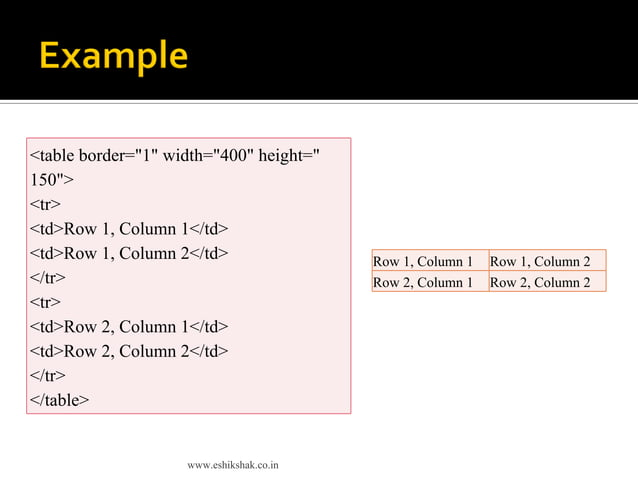 Example
<table border="1" width="400" height="
150">
<tr>
<td>Row 1, Column 1</td>
<td>Row 1, Column 2</td>
</tr>
<tr>
<td>Row 2, Column 1</td>
<td>Row 2, Column 2</td>
</tr>
</table>
Row 1, Column 1 Row 1, Column 2
Row 2, Column 1 Row 2, Column 2
www.eshikshak.co.in